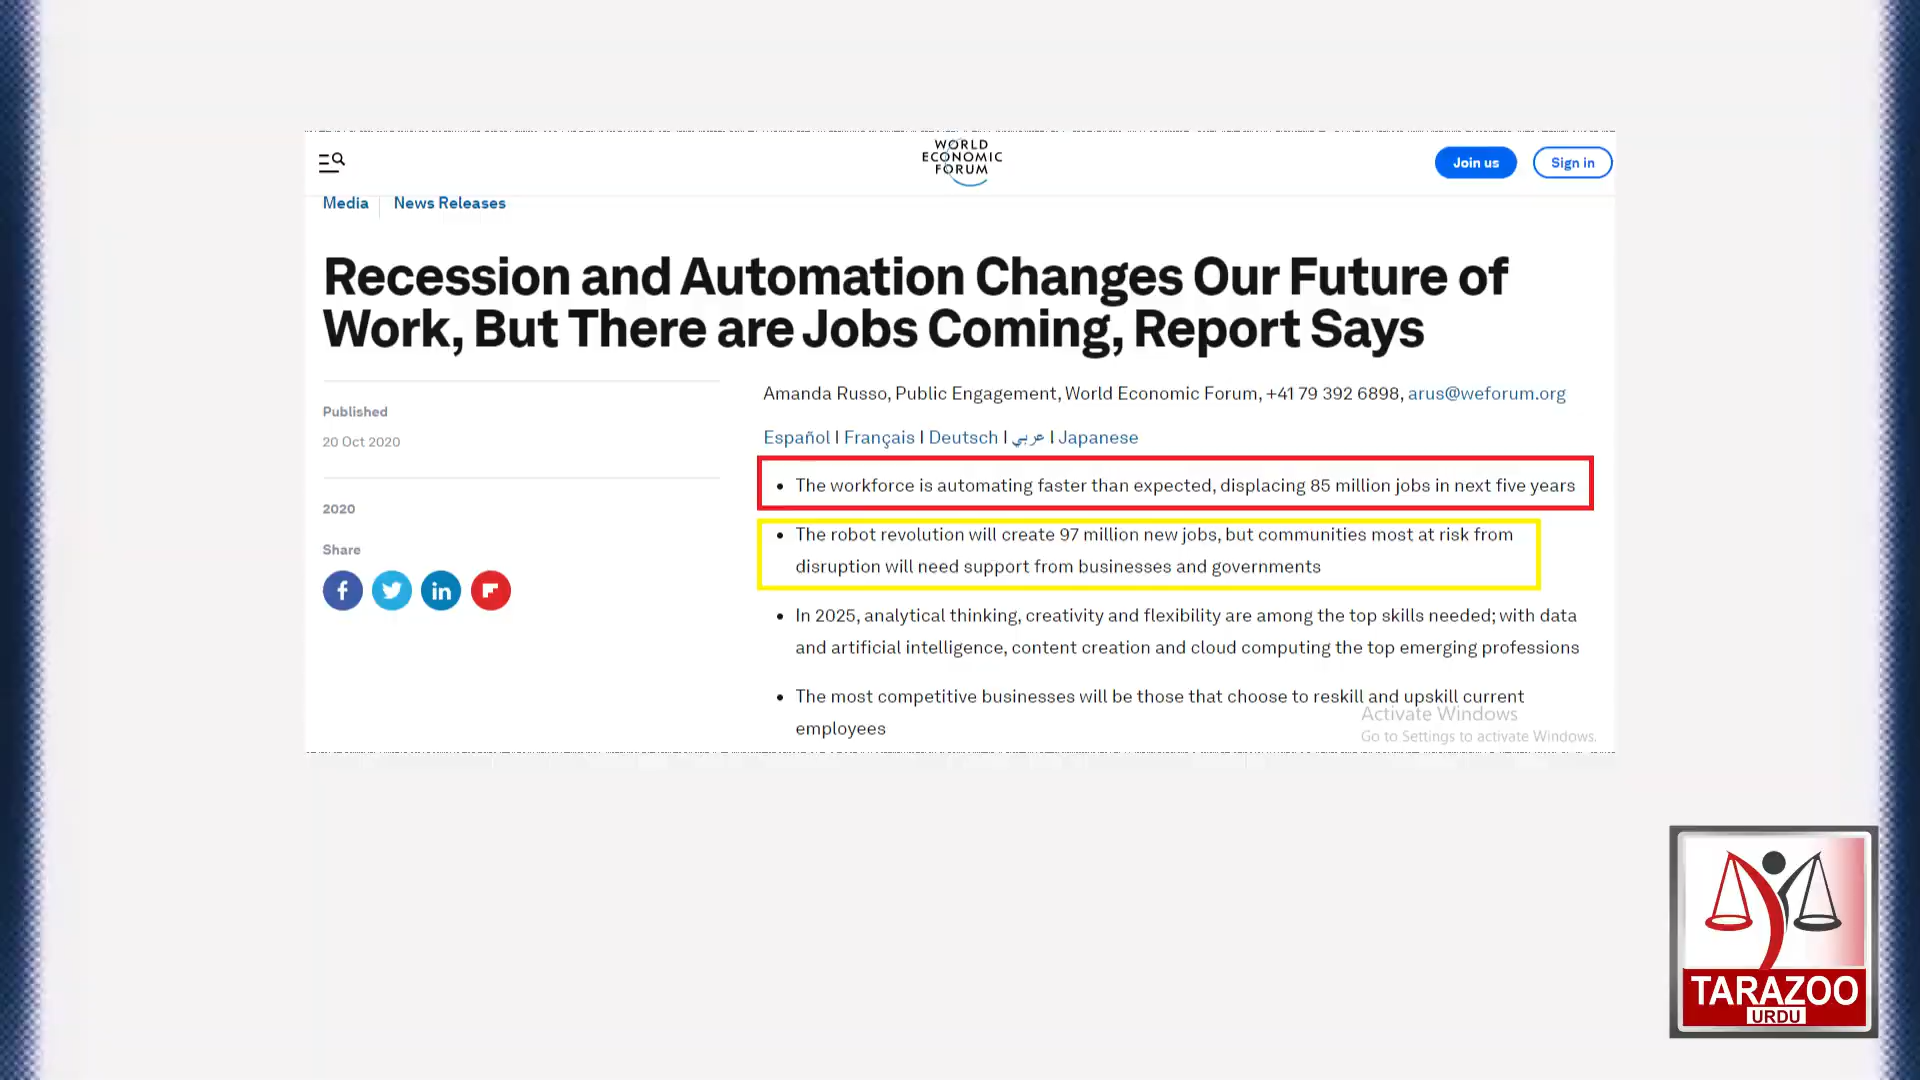 WORLD
ECONOMIC
FORUM
Join us
Sign in
Media
News Releases
Recession and Automation Changes Our Future of
Work, But There are Jobs Coming, Report Says
Published
20 Oct 2020
2020
Share
Amanda Russo, Public Engagement, World Economic Forum, +41 79 392 6898, arus@weforum.org
Español | Français | Deutsch | عربي | Japanese
• The workforce is automating faster than expected, displacing 85 million jobs in next five years
• The robot revolution will create 97 million new jobs, but communities most at risk from
disruption will need support from businesses and governments
• In 2025, analytical thinking, creativity and flexibility are among the top skills needed; with data
and artificial intelligence, content creation and cloud computing the top emerging professions
• The most competitive businesses will be those that choose to reskill and upskill current
employees
Activate Windows
Go to Settings to activate Windows.
TARAZOO
URDU